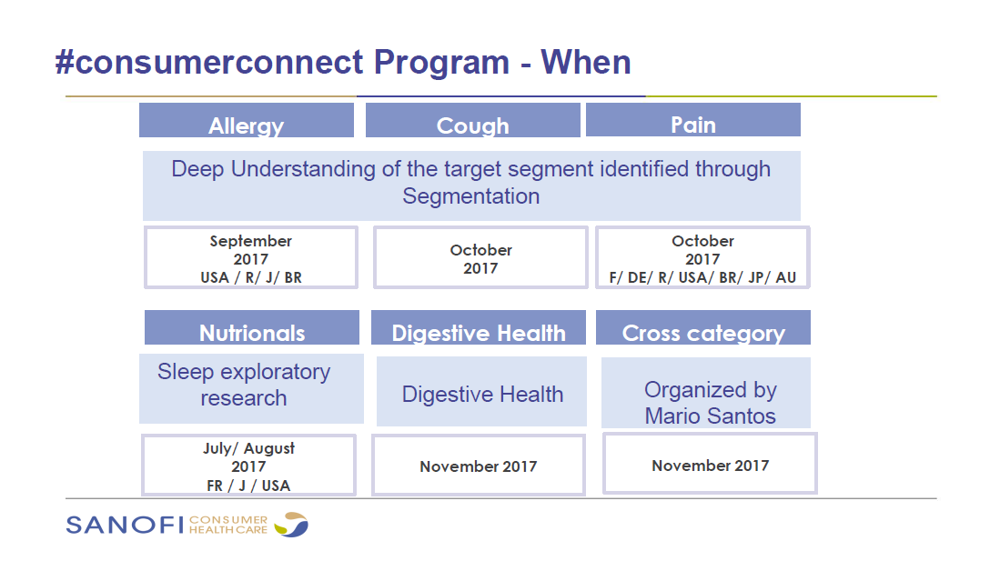 #consumerconnect Program - When
Allergy
Cough
Pain
Deep Understanding of the target segment identified through
Segmentation
September
2017
USA / R/ J/ BR
October
2017
October
2017
F/ DE/ R/ USA/ BR/ JP/ AU
Nutrionals
Digestive Health
Cross category
Sleep exploratory
research
Digestive Health
Organized by
Mario Santos
July/ August
2017
FR / J / USA
November 2017
November 2017
SANOFI CONSUMER
HEALTHCARE